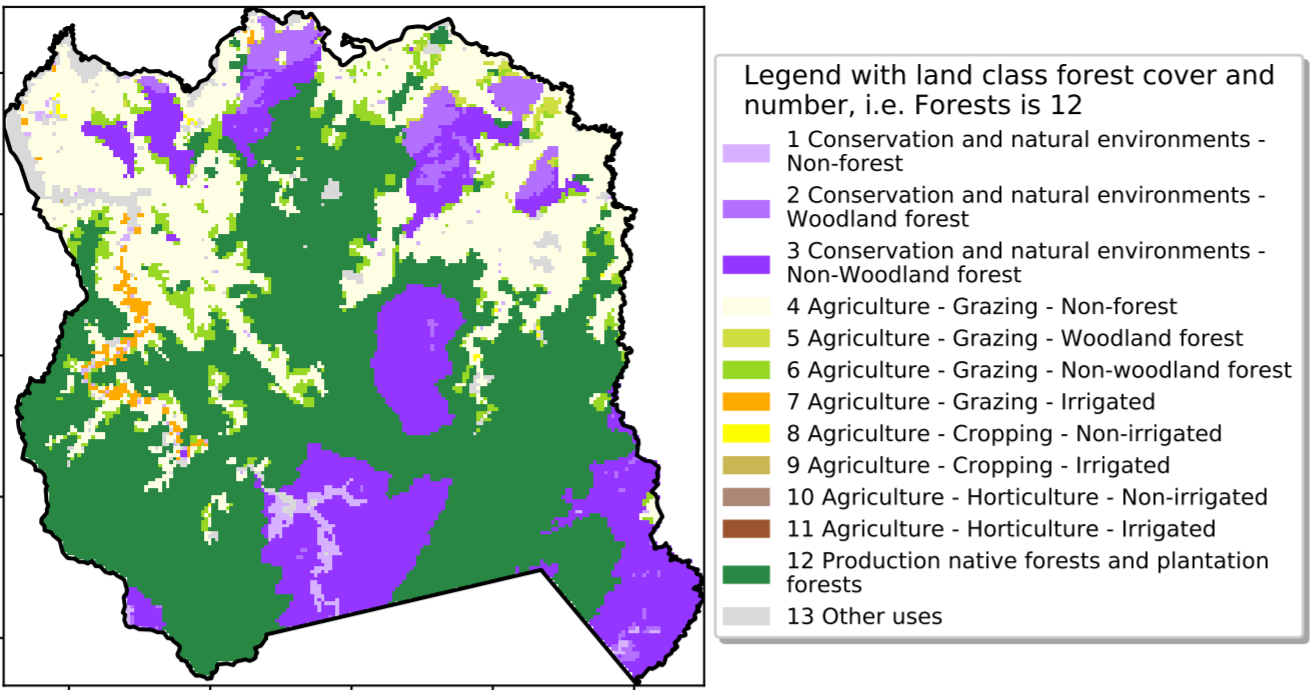 Legend with land class forest cover and
number, i.e. Forests is 12
1 Conservation and natural environments -
Non-forest
2 Conservation and natural environments -
Woodland forest
3 Conservation and natural environments -
Non-Woodland forest
4 Agriculture - Grazing - Non-forest
5 Agriculture - Grazing - Woodland forest
6 Agriculture - Grazing - Non-woodland forest
7 Agriculture - Grazing - Irrigated
8 Agriculture - Cropping - Non-irrigated
9 Agriculture - Cropping - Irrigated
10 Agriculture - Horticulture - Non-irrigated
11 Agriculture - Horticulture - Irrigated
12 Production native forests and plantation
forests
13 Other uses